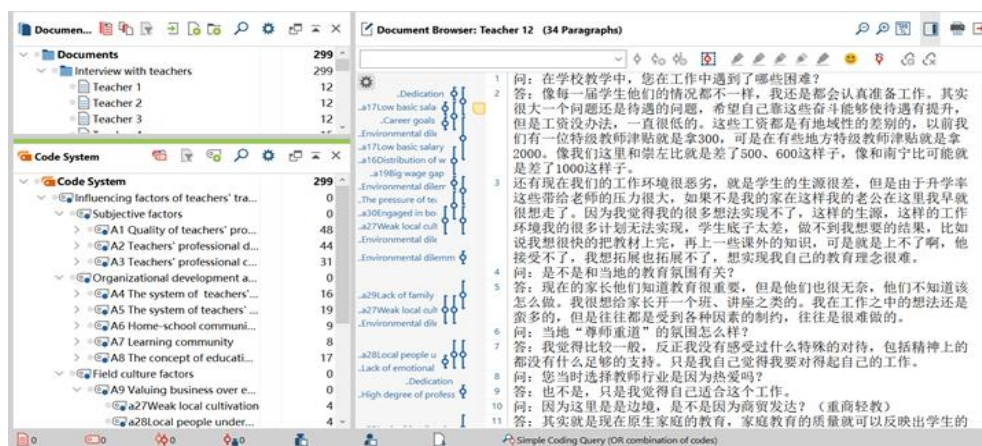 Documen...
Documents 299
Interview with teachers 299
Teacher 1 12
Teacher 2 12
Teacher 3 12
Code System
Code System 299
Influencing factors of teachers' tra... 0
Subjective factors 0
A1 Quality of teachers' pro... 48
A2 Teachers' professional d... 44
A3 Teachers' professional c... 31
Organizational development a... 0
A4 The system of teachers'... 16
A5 The system of teachers'... 19
A6 Home-school communi... 9
A7 Learning community 8
A8 The concept of educati... 17
Field culture factors 0
A9 Valuing business over e... 0
a27Weak local cultivation 4
a28Local people under... 4
0
0
0
0
Document Browser: Teacher 12 (34 Paragraphs)
..Dedication
..a17Low basic sala
..Career goals
..Environmental dile
..a17Low basic salary
..a16Distribution of w
..a19Big wage gap
..Environmental dilem
..The pressure of tea
..a30Engaged in bo
..a27Weak local cult
..Environmental dile
..Environmental dilemm
..a29Lack of family
..a27Weak local cult
..Environmental dile
..a28Local people u
..Lack of emotional
..Dedication
..High degree of profess
1 问：在学校教学中，您在工作中遇到了哪些困难？
2 答：像每一届学生他们的情况都不一样，我还是都会认真准备工作。其实
很大一个问题还是待遇的问题，希望自己靠这些奋斗能够使待遇有提升，
但是工资没办法，一直很低的。这些工资都是有地域性的差别的，以前我
们有一位特级教师津贴就是拿300，可是在有些地方特级教师津贴就是拿
2000。像我们这里和崇左比就是差了500、600这样子，像和南宁比可能就
是差了1000这样子。
3 还有现在我们的工作环境很恶劣，就是学生的生源很差，但是由于升学率
这些带给老师的压力很大，如果不是我的家在这样我的老公在这里我早就
很想走了。因为我觉得我的很多想法实现不了，这样的生源，这样的工作
环境我的很多计划无法实现，学生底子太差，做不到我想要的结果，比如
说我想很快的把教材上完，再上一些课外的知识，可是就是上不了啊，他
接受不了，我想拓展也拓展不了，想实现我自己的教育理念很难。
4 问：是不是和当地的教育氛围有关？
5 答：现在的家长他们知道教育很重要，但是他们也很无奈，他们不知道该
怎么做。我很想给家长开一个班、讲座之类的。我在工作之中的想法还是
蛮多的，但是往往都是受到各种因素的制约，往往是很难做的。
6 问：当地“尊师重道”的氛围怎么样？
7 答：我觉得比较一般，反正我没有感受过什么特殊的对待，包括精神上的
都没有什么足够的支持。只是我自己觉得我要对得起自己的工作。
8 问：您当时选择教师行业是因为热爱吗？
9 答：也不是，只是我觉得自己适合这个工作。
10 问：因为这里是是边境，是不是因为商贸发达？（重商轻教）
11 答：其实就是现在原生家庭的教育，家庭教育的质量就可以反映出学生的
Simple Coding Query (OR combination of codes)